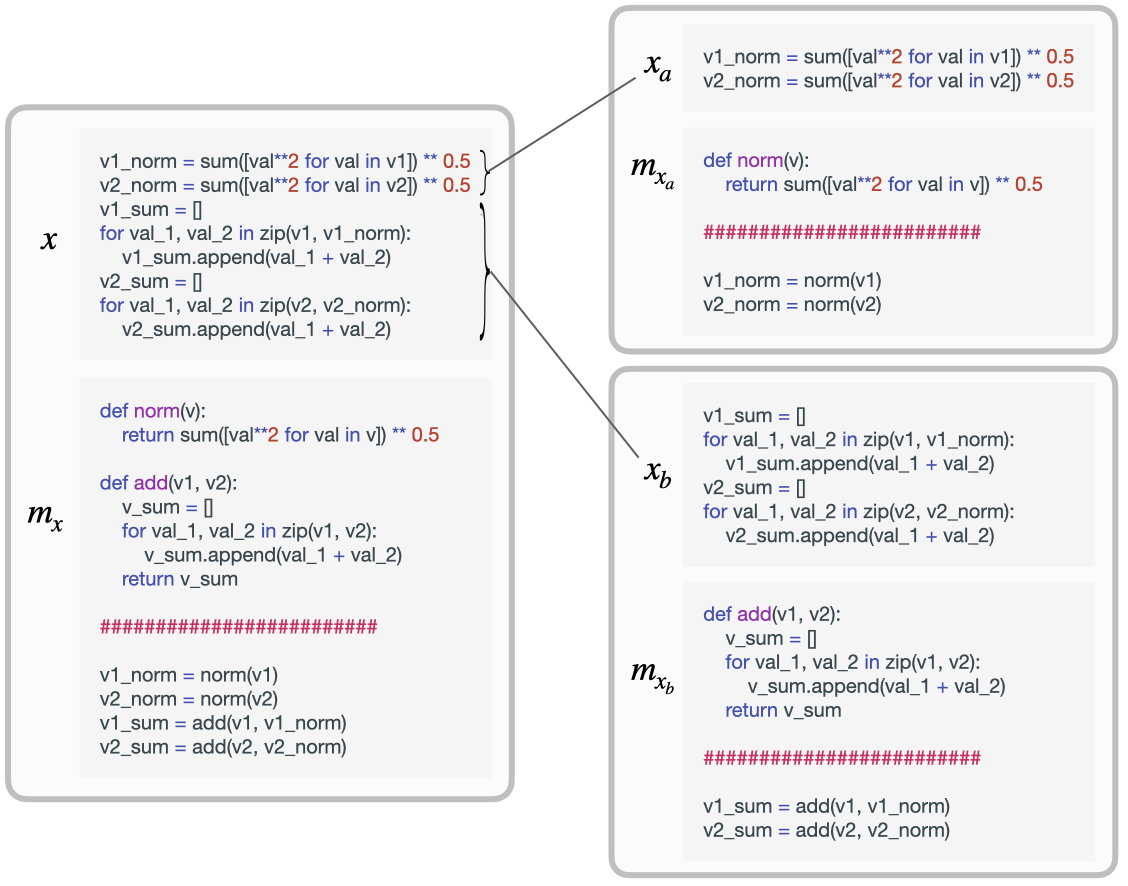 x
v1_norm = sum([val**2 for val in v1]) ** 0.5
v2_norm = sum([val**2 for val in v2]) ** 0.5
v1_sum = []
for val_1, val_2 in zip(v1, v1_norm):
    v1_sum.append(val_1 + val_2)
v2_sum = []
for val_1, val_2 in zip(v2, v2_norm):
    v2_sum.append(val_1 + val_2)
m_x
def norm(v):
    return sum([val**2 for val in v]) ** 0.5
def add(v1, v2):
    v_sum = []
    for val_1, val_2 in zip(v1, v2):
        v_sum.append(val_1 + val_2)
    return v_sum
#########################
v1_norm = norm(v1)
v2_norm = norm(v2)
v1_sum = add(v1, v1_norm)
v2_sum = add(v2, v2_norm)
x_a
v1_norm = sum([val**2 for val in v1]) ** 0.5
v2_norm = sum([val**2 for val in v2]) ** 0.5
m_{x_a}
def norm(v):
    return sum([val**2 for val in v]) ** 0.5
#########################
v1_norm = norm(v1)
v2_norm = norm(v2)
x_b
v1_sum = []
for val_1, val_2 in zip(v1, v1_norm):
    v1_sum.append(val_1 + val_2)
v2_sum = []
for val_1, val_2 in zip(v2, v2_norm):
    v2_sum.append(val_1 + val_2)
m_{x_b}
def add(v1, v2):
    v_sum = []
    for val_1, val_2 in zip(v1, v2):
        v_sum.append(val_1 + val_2)
    return v_sum
#########################
v1_sum = add(v1, v1_norm)
v2_sum = add(v2, v2_norm)